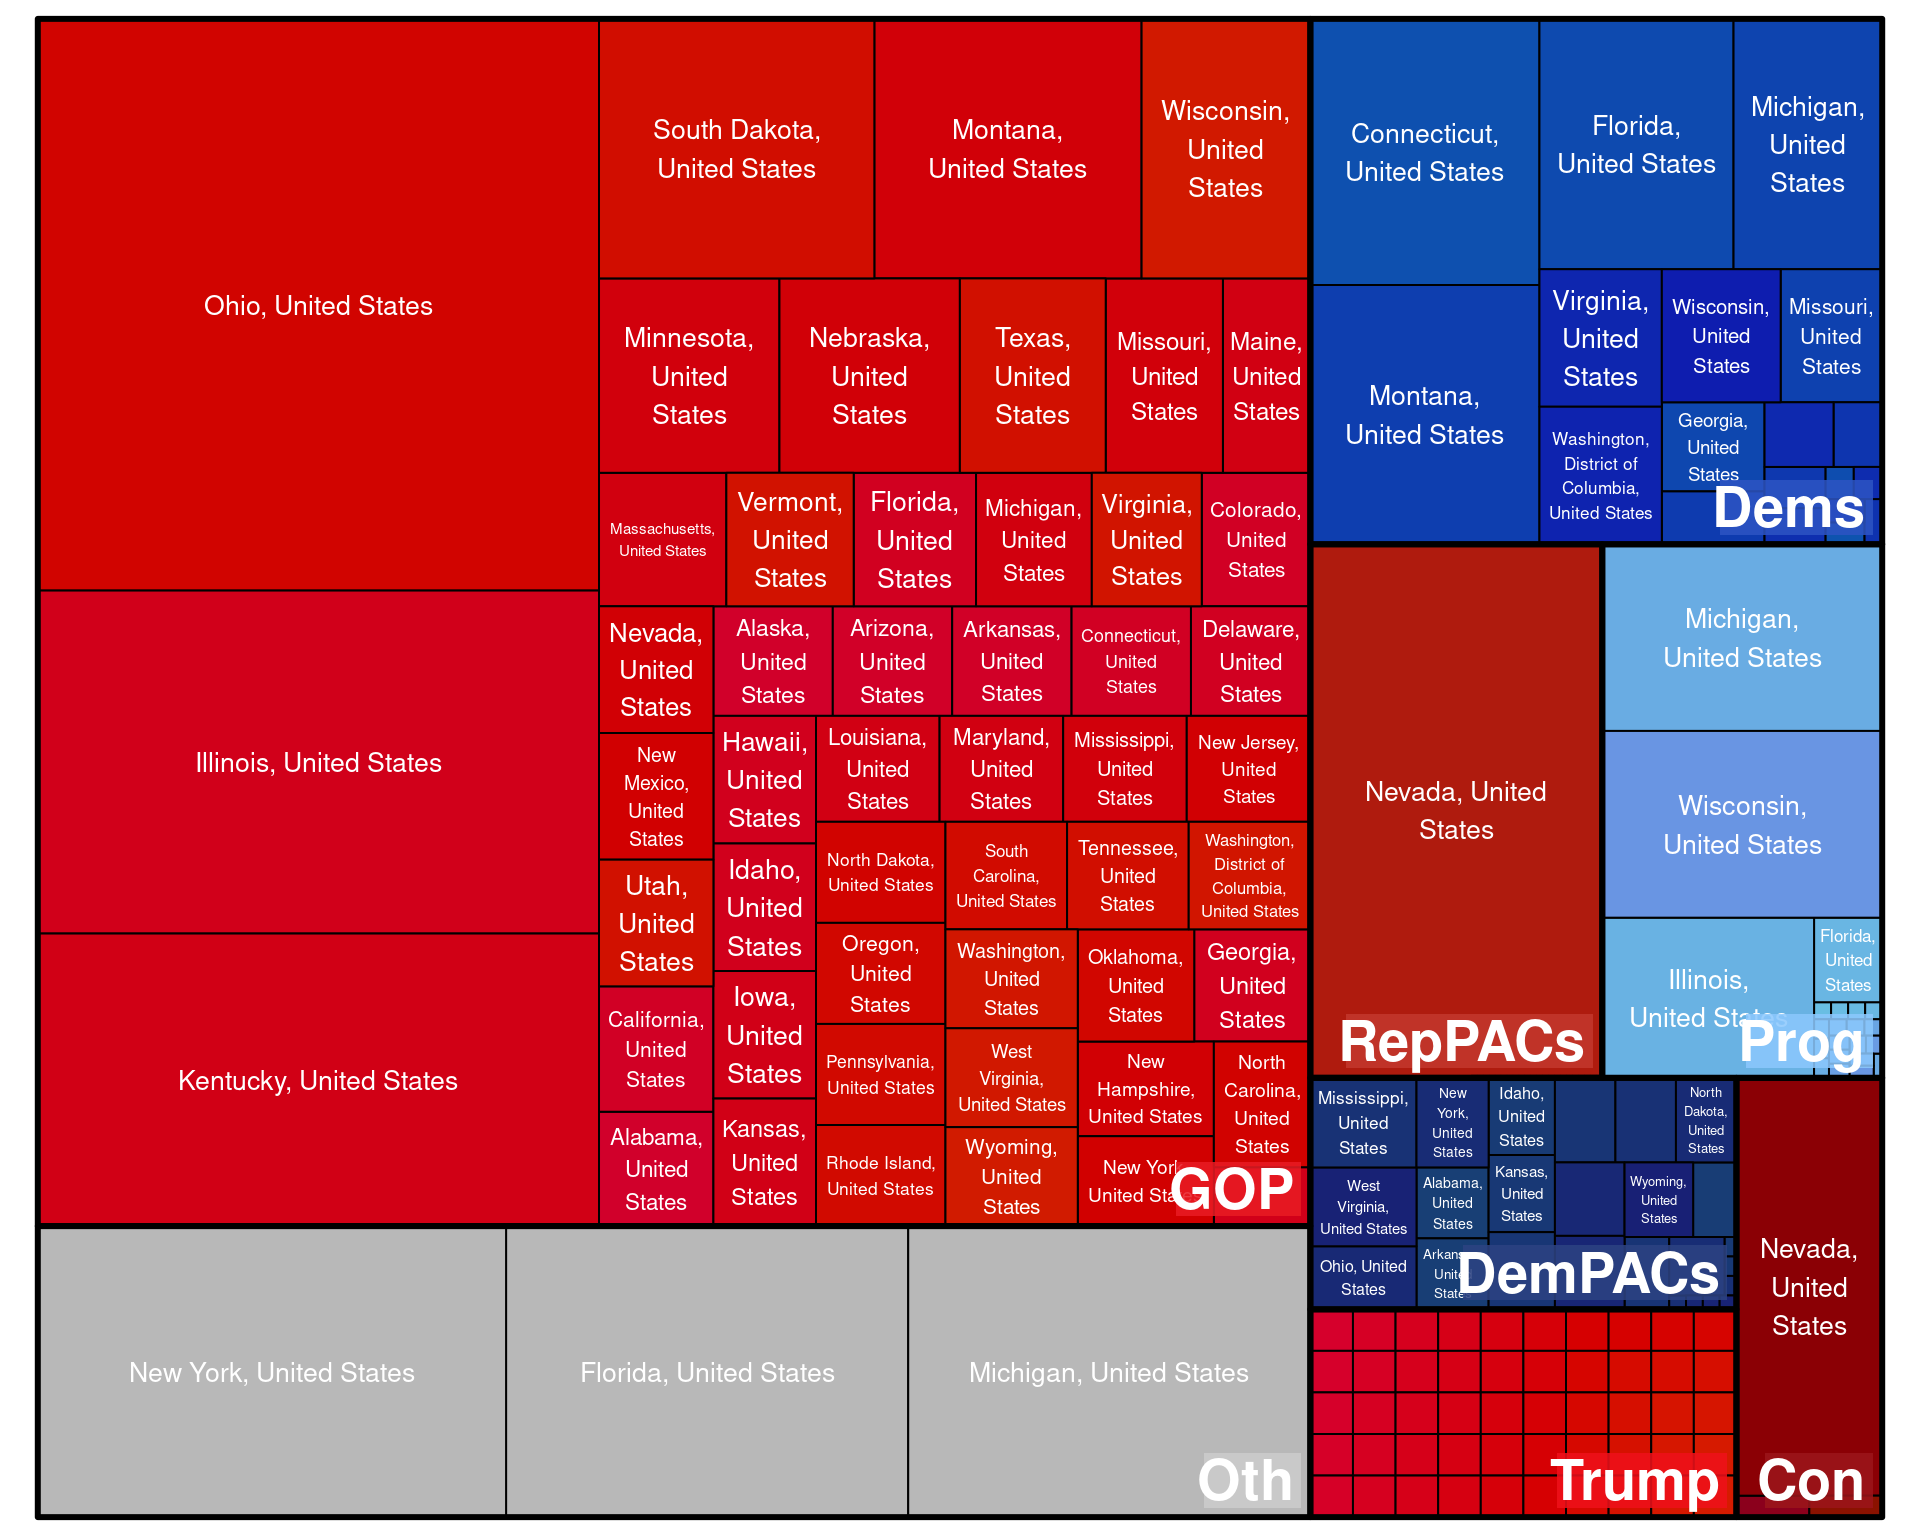 Ohio, United States
Illinois, United States
Kentucky, United States
South Dakota,
United States
Montana,
United States
Wisconsin,
United
States
Minnesota,
United
States
Nebraska,
United
States
Texas,
United
States
Missouri,
United
States
Maine,
United
States
Massachusetts,
United States
Vermont,
United
States
Florida,
United
States
Michigan,
United
States
Virginia,
United
States
Colorado,
United
States
Nevada,
United
States
New
Mexico,
United
States
Utah,
United
States
California,
United
States
Alabama,
United
States
Alaska,
United
States
Arizona,
United
States
Arkansas,
United
States
Connecticut,
United
States
Delaware,
United
States
Hawaii,
United
States
Idaho,
United
States
Iowa,
United
States
Kansas,
United
States
Louisiana,
United
States
Maryland,
United
States
Mississippi,
United
States
New Jersey,
United
States
North Dakota,
United States
South
Carolina,
United States
Tennessee,
United
States
Washington,
District of
Columbia,
United States
Oregon,
United
States
Pennsylvania,
United States
Rhode Island,
United States
Washington,
United
States
West
Virginia,
United States
Wyoming,
United
States
Oklahoma,
United
States
Georgia,
United
States
New
Hampshire,
United States
North
Carolina,
United
States
New York,
United States
GOP
New York, United States
Florida, United States
Michigan, United States
Oth
Connecticut,
United States
Montana,
United States
Florida,
United States
Michigan,
United
States
Virginia,
United
States
Wisconsin,
United
States
Missouri,
United
States
Washington,
District of
Columbia,
United States
Georgia,
United
States
Dems
Nevada, United
States
RepPACs
Michigan,
United States
Wisconsin,
United States
Illinois,
United States
Florida,
United
States
Prog
Mississippi,
United
States
West
Virginia,
United States
Ohio, United
States
New
York,
United
States
Alabama,
United
States
Arkansas,
United
States
Idaho,
United
States
Kansas,
United
States
North
Dakota,
United
States
Wyoming,
United
States
DemPACs
Trump
Nevada,
United
States
Con